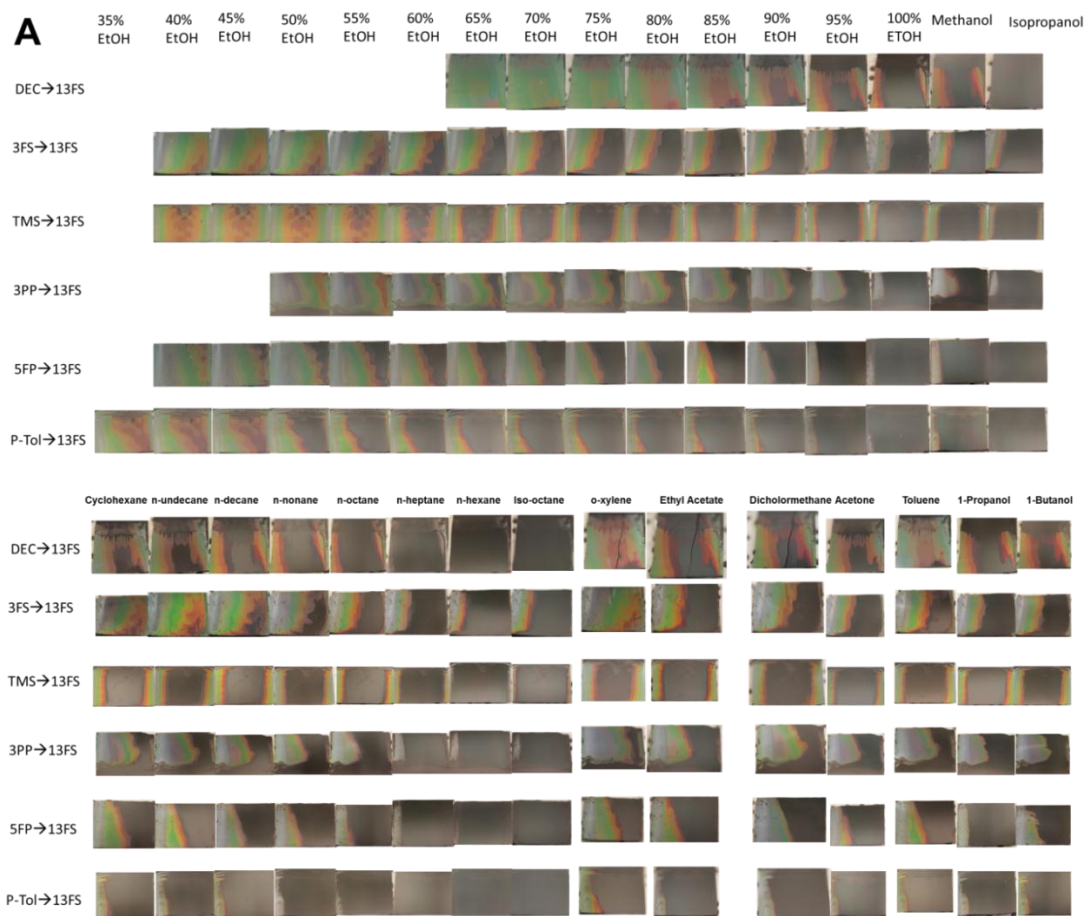 A
35% EtOH 40% EtOH 45% EtOH 50% EtOH 55% EtOH 60% EtOH 65% EtOH 70% EtOH 75% EtOH 80% EtOH 85% EtOH 90% EtOH 95% EtOH 100% ETOH Methanol Isopropanol
DEC→13FS
3FS→13FS
TMS→13FS
3PP→13FS
5FP→13FS
P-Tol→13FS
Cyclohexane n-undecane n-decane n-nonane n-octane n-heptane n-hexane Iso-octane o-xylene Ethyl Acetate Dicholormethane Acetone Toluene 1-Propanol 1-Butanol
DEC→13FS
3FS→13FS
TMS→13FS
3PP→13FS
5FP→13FS
P-Tol→13FS